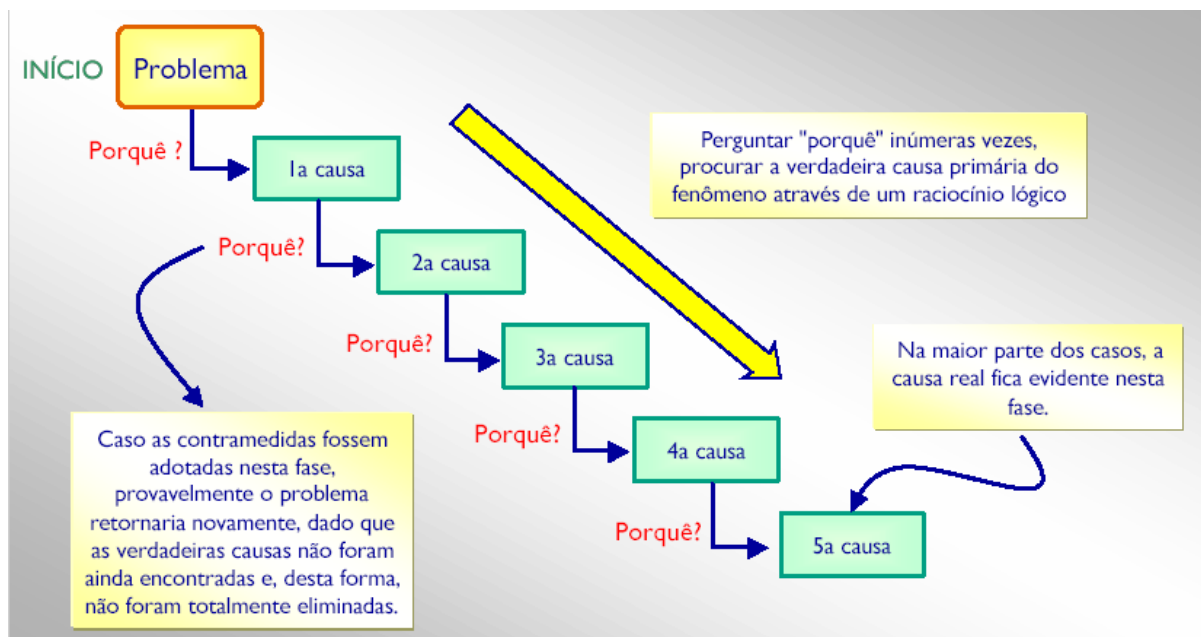 INÍCIO
Problema
Porquê ?
1a causa
Perguntar "porquê" inúmeras vezes,
procurar a verdadeira causa primária do
fenômeno através de um raciocínio lógico
Porquê?
2a causa
Porquê?
3a causa
Na maior parte dos casos, a
causa real fica evidente nesta
fase.
Porquê?
4a causa
Caso as contramedidas fossem
adotadas nesta fase,
provavelmente o problema
retornaria novamente, dado que
as verdadeiras causas não foram
ainda encontradas e, desta forma,
não foram totalmente eliminadas.
Porquê?
5a causa